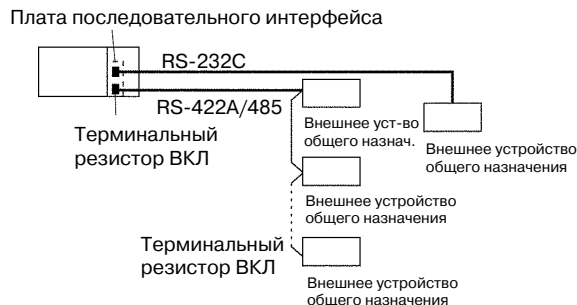 Плата последовательного интерфейса
RS-232C
RS-422A/485
Терминальный
резистор ВКЛ
Внешнее уст-во
общего назнач.
Внешнее устройство
общего назначения
Внешнее устройство
общего назначения
Терминальный
резистор ВКЛ
Внешнее устройство
общего назначения